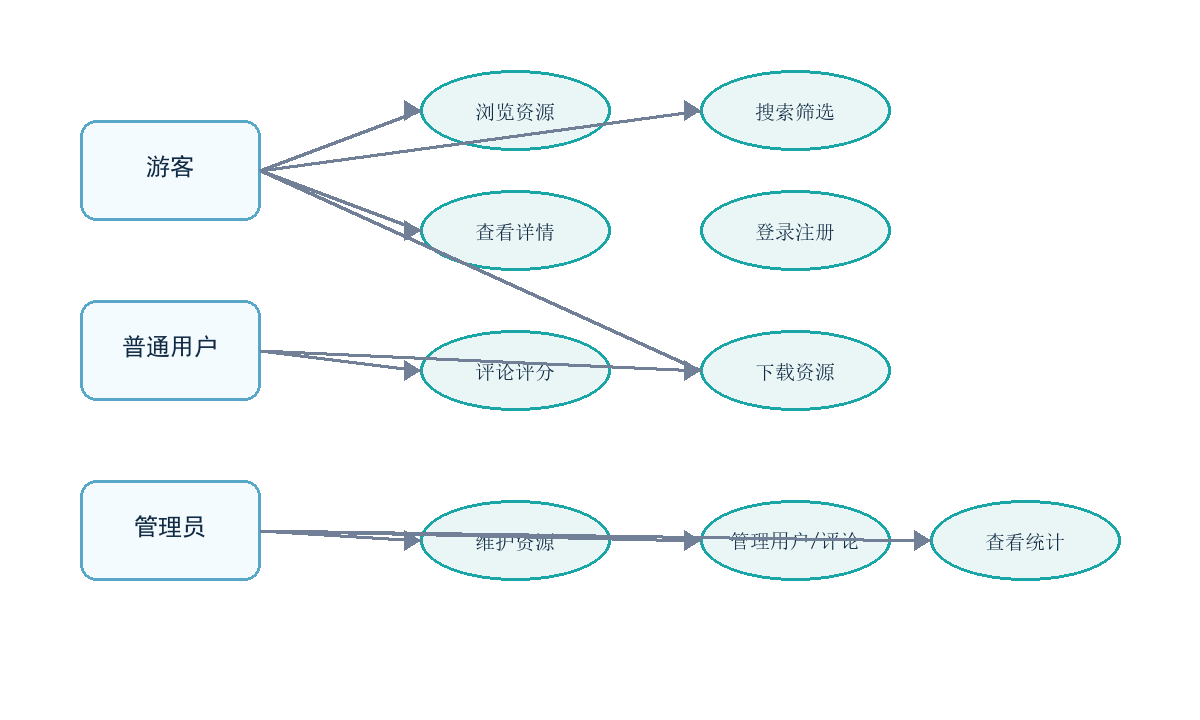 浏览资源
搜索筛选
游客
查看详情
登录注册
普通用户
评论评分
下载资源
管理员
维护资源
管理用户/评论
查看统计